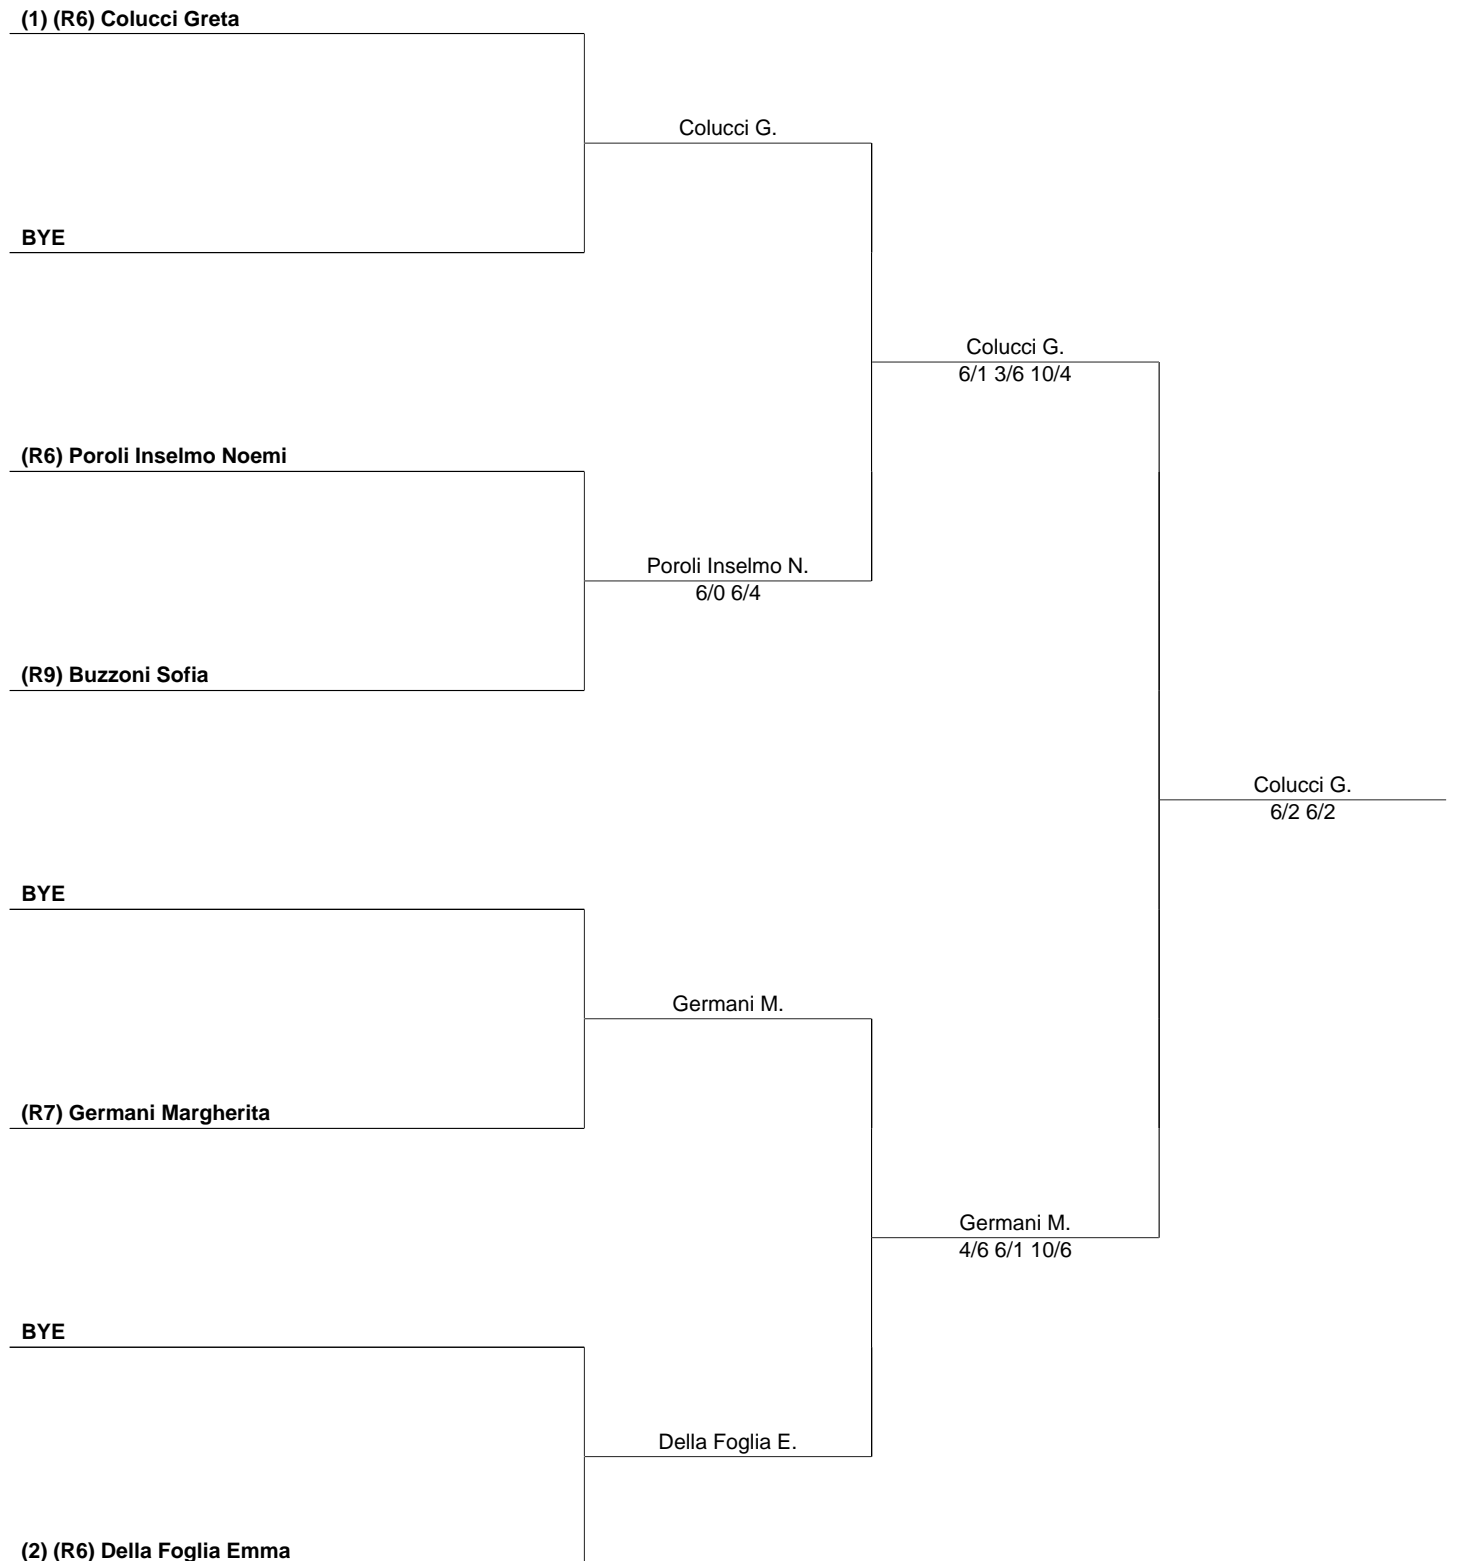 (1) (R6) Colucci Greta
Colucci G.
BYE
Colucci G.
6/1 3/6 10/4
(R6) Poroli Inselmo Noemi
Poroli Inselmo N.
6/0 6/4
(R9) Buzzoni Sofia
Colucci G.
6/2 6/2
BYE
Germani M.
(R7) Germani Margherita
Germani M.
4/6 6/1 10/6
BYE
Della Foglia E.
(2) (R6) Della Foglia Emma